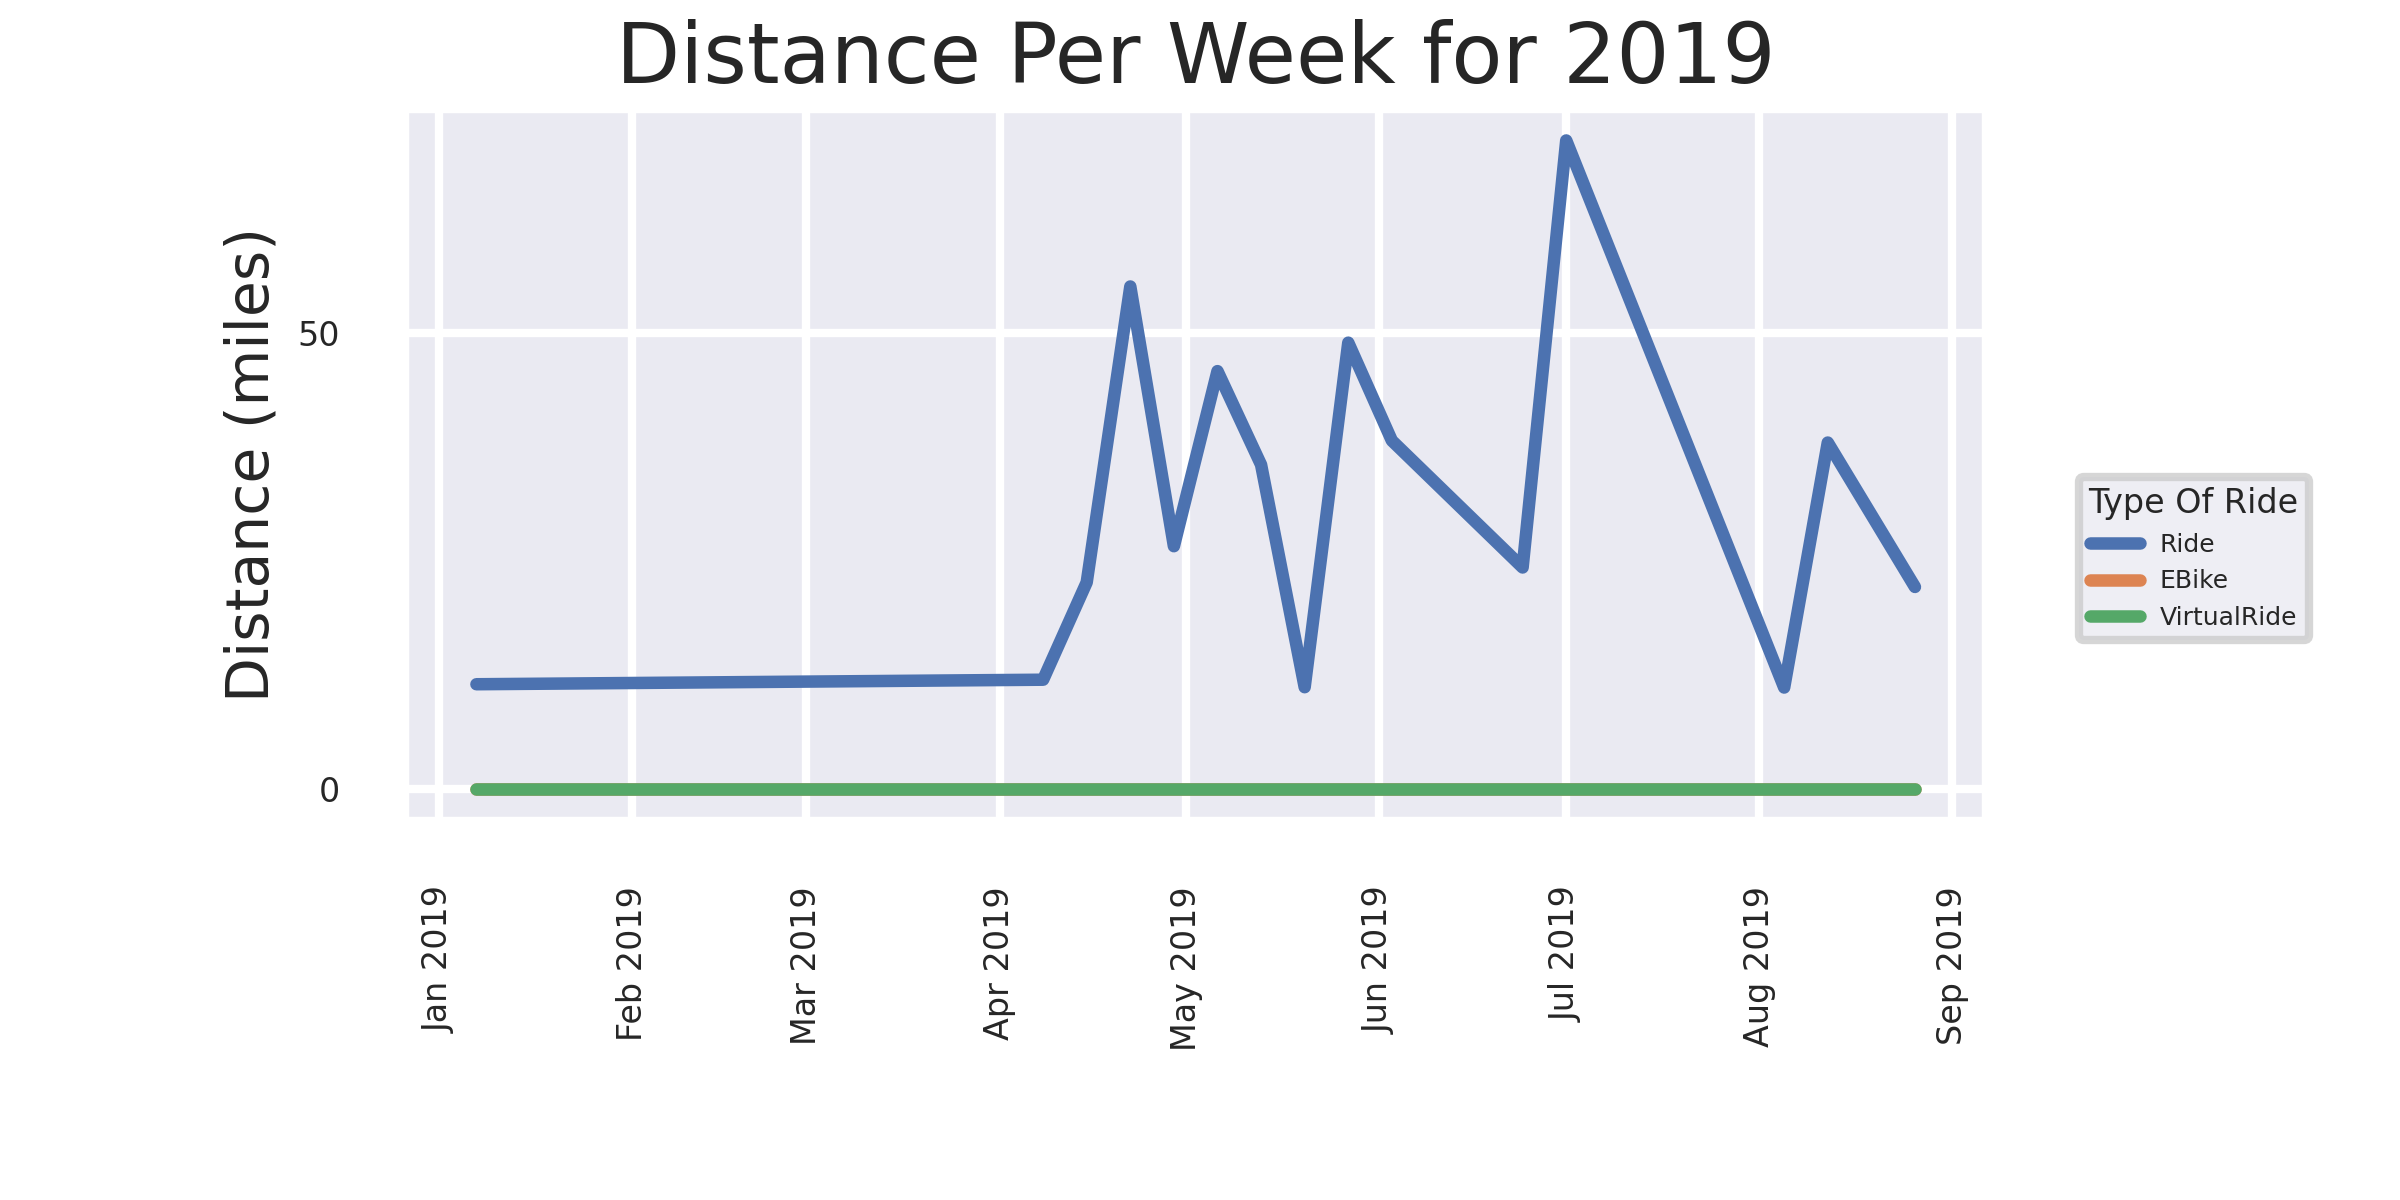 Distance Per Week for 2019
Distance (miles)
50
0
Jan 2019
Feb 2019
Mar 2019
Apr 2019
May 2019
Jun 2019
Jul 2019
Aug 2019
Sep 2019
Type Of Ride
Ride
EBike
VirtualRide